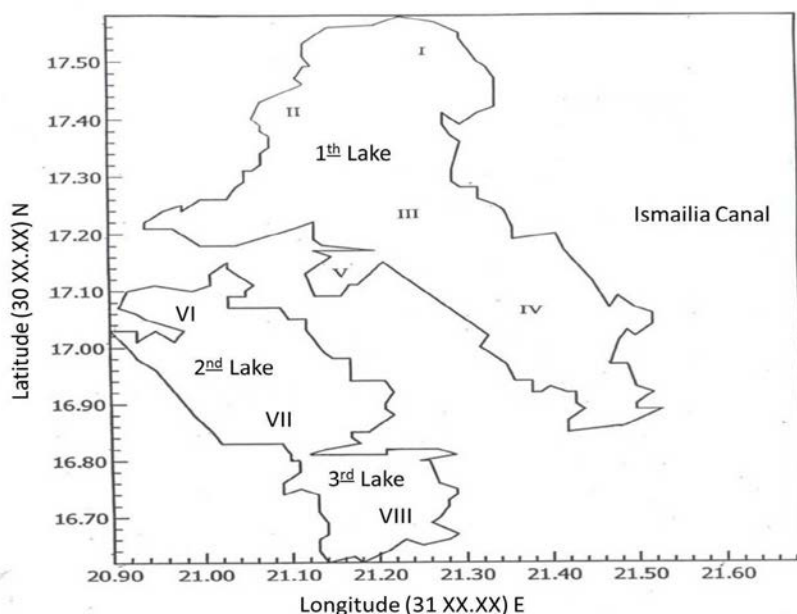 Latitude (30 XX.XX) N
17.50
17.40
17.30
17.20
17.10
17.00
16.90
16.80
16.70
I
II
1th Lake
III
Ismailia Canal
V
IV
VI
2nd Lake
VII
3rd Lake
VIII
20.90 21.00 21.10 21.20 21.30 21.40 21.50 21.60
Longitude (31 XX.XX) E